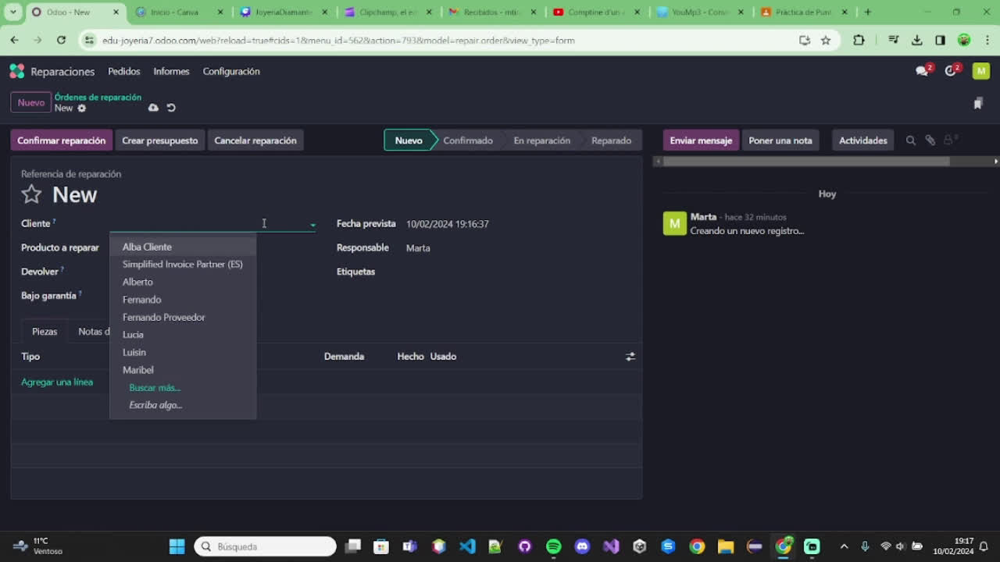 Odoo - New
Inicio - Canva
JoyeriaDiamante
Clipchamp, el e
Recibidos - mti
Comptine d'un
YouMp3 - Conv
Práctica de Punt
edu-joyeria7.odoo.com/web?reload=true#cids=1&menu_id=562&action=793&model=repair.order&view_type=form
Reparaciones Pedidos Informes Configuración
2
2
M
Nuevo
Órdenes de reparación
New
Confirmar reparación
Crear presupuesto
Cancelar reparación
Nuevo
Confirmado
En reparación
Reparado
Enviar mensaje
Poner una nota
Actividades
Referencia de reparación
New
Cliente ?
Fecha prevista 10/02/2024 19:16:37
Producto a reparar
Responsable Marta
Devolver ?
Etiquetas
Bajo garantía ?
Alba Cliente
Simplified Invoice Partner (ES)
Alberto
Fernando
Fernando Proveedor
Lucia
Luisin
Maribel
Buscar más...
Escriba algo...
Piezas
Notas d
Tipo
Demanda
Hecho
Usado
Agregar una línea
Hoy
M
Marta - hace 32 minutos
Creando un nuevo registro...
11°C
Ventoso
Búsqueda
19:17
10/02/2024